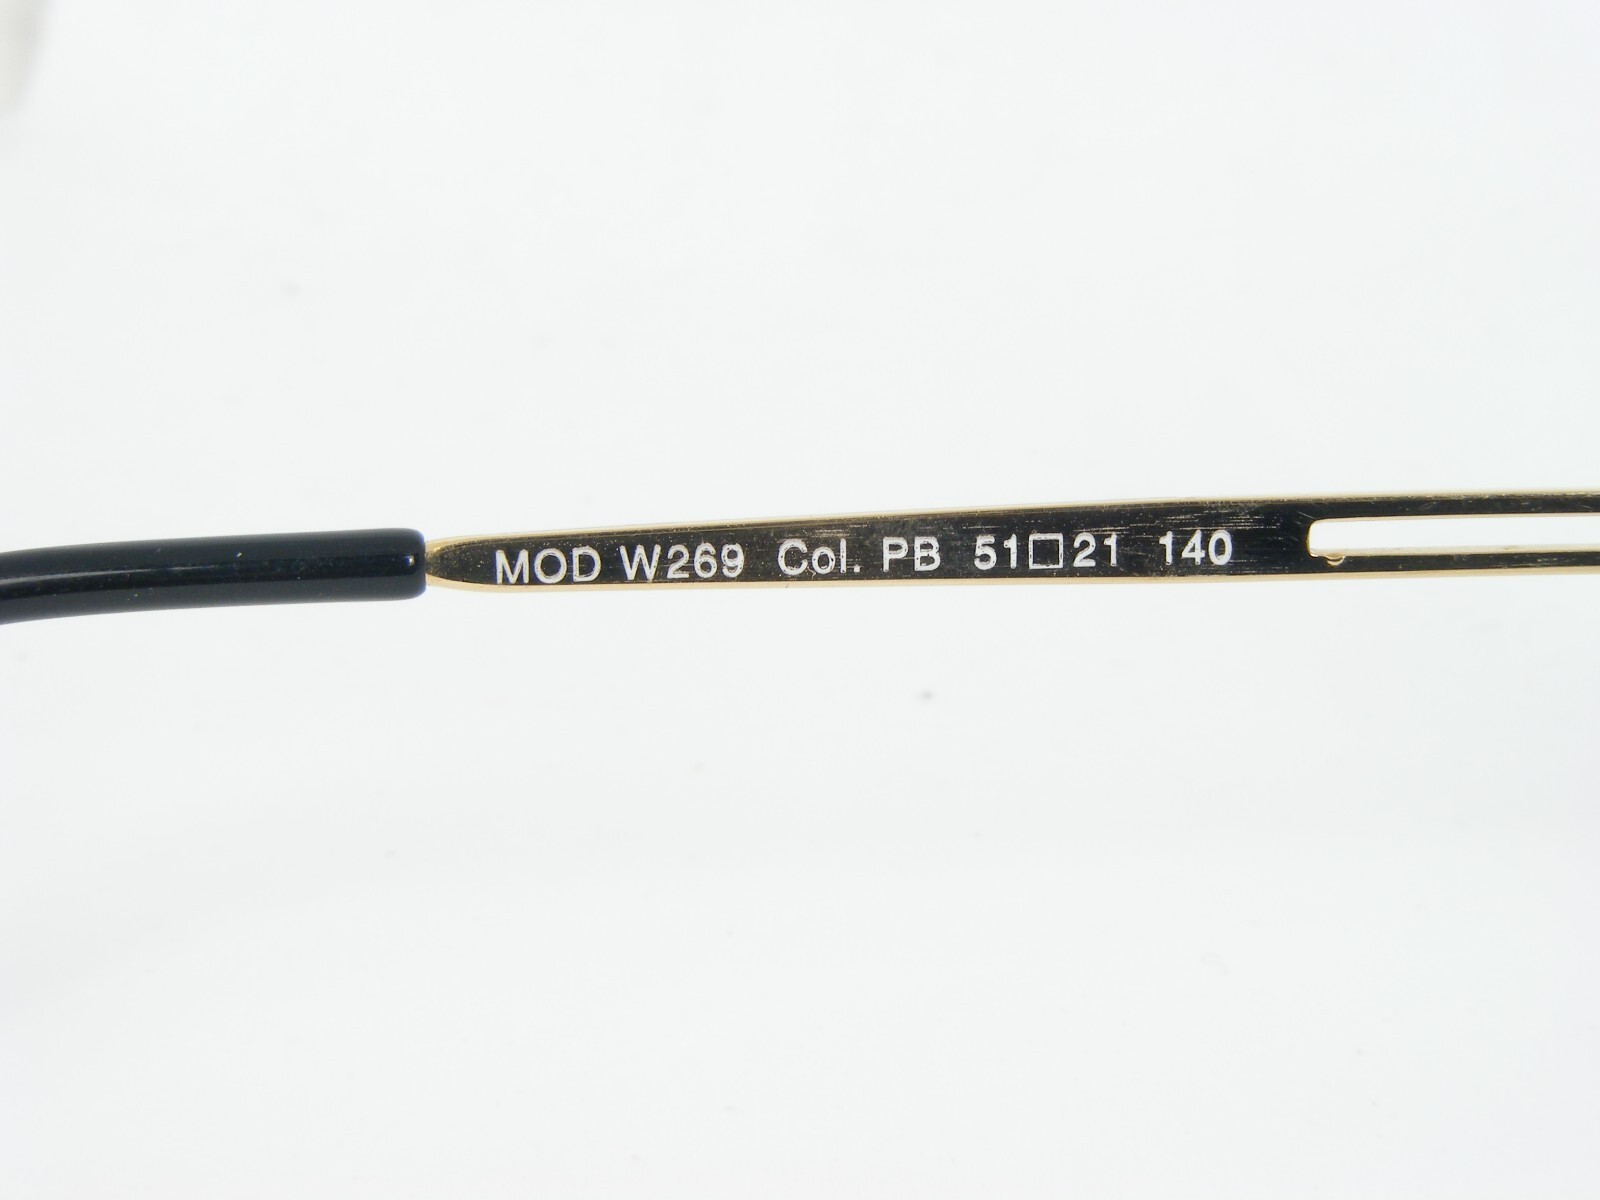 MOD W269 Col. PB 51□21 140